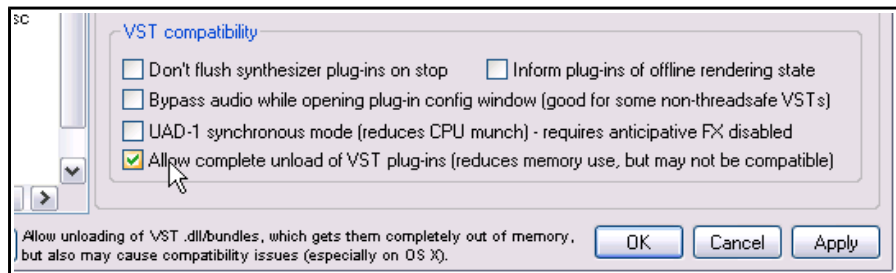 sc
VST compatibility
Don't flush synthesizer plug-ins on stop
Inform plug-ins of offline rendering state
Bypass audio while opening plug-in config window (good for some non-threadsafe VSTs)
UAD-1 synchronous mode (reduces CPU munch) - requires anticipative FX disabled
Allow complete unload of VST plug-ins (reduces memory use, but may not be compatible)
Allow unloading of VST .dll/bundles, which gets them completely out of memory,
but also may cause compatibility issues (especially on OS X).
OK
Cancel
Apply